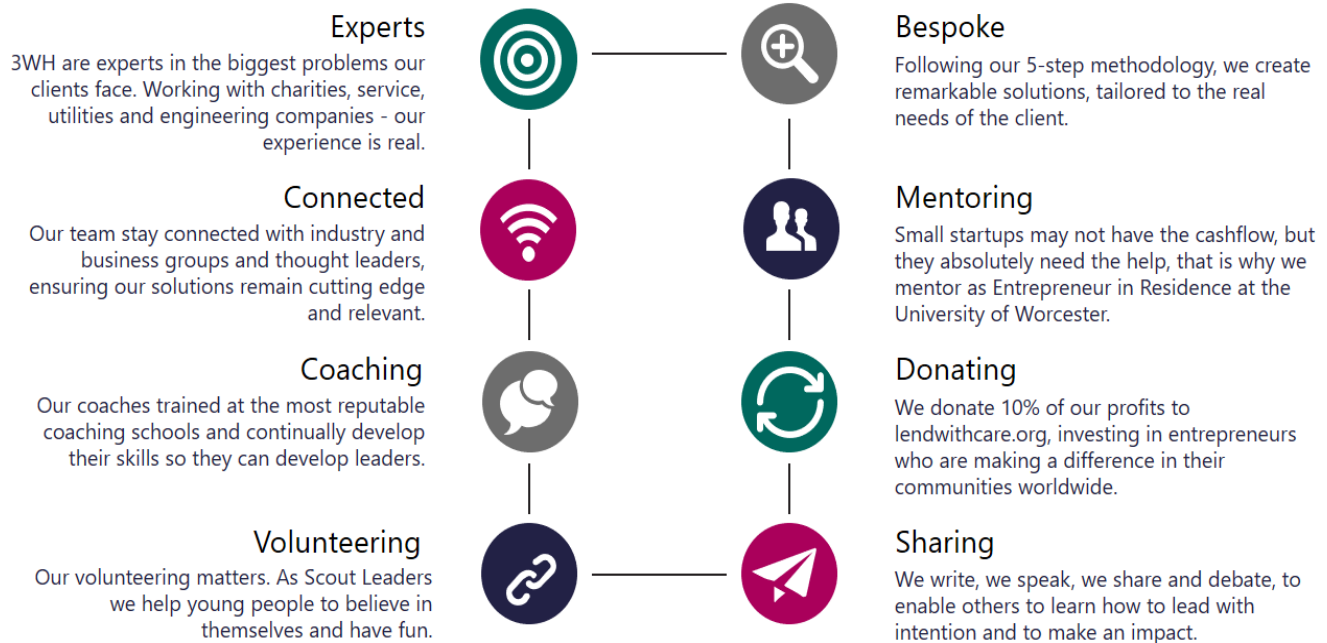 Experts
3WH are experts in the biggest problems our
clients face. Working with charities, service,
utilities and engineering companies - our
experience is real.
Bespoke
Following our 5-step methodology, we create
remarkable solutions, tailored to the real
needs of the client.
Connected
Our team stay connected with industry and
business groups and thought leaders,
ensuring our solutions remain cutting edge
and relevant.
Mentoring
Small startups may not have the cashflow, but
they absolutely need the help, that is why we
mentor as Entrepreneur in Residence at the
University of Worcester.
Coaching
Our coaches trained at the most reputable
coaching schools and continually develop
their skills so they can develop leaders.
Donating
We donate 10% of our profits to
lendwithcare.org, investing in entrepreneurs
who are making a difference in their
communities worldwide.
Volunteering
Our volunteering matters. As Scout Leaders
we help young people to believe in
themselves and have fun.
Sharing
We write, we speak, we share and debate, to
enable others to learn how to lead with
intention and to make an impact.